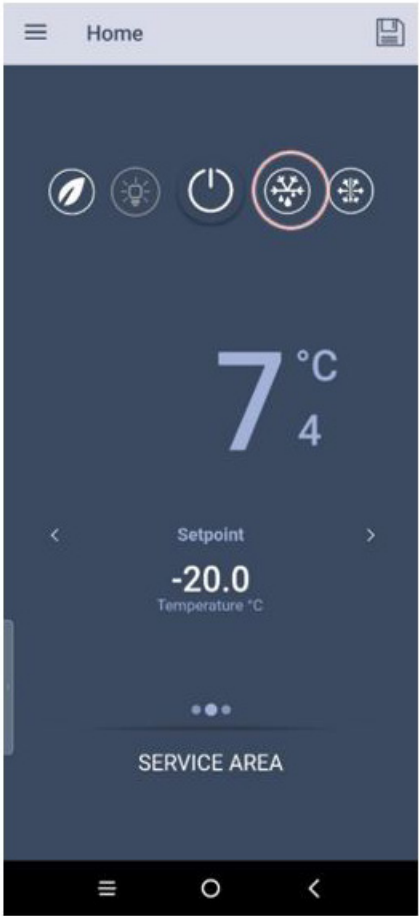 Home
7 °C
4
Setpoint
-20.0
Temperature °C
SERVICE AREA